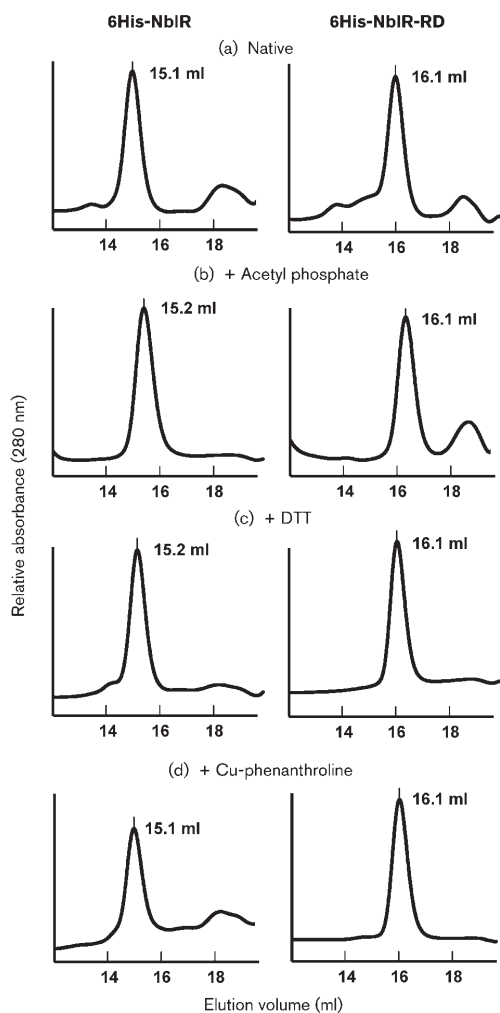 6His-NblR 6His-NblR-RD
(a) Native
15.1 ml 16.1 ml
14 16 18 14 16 18
(b) + Acetyl phosphate
15.2 ml 16.1 ml
14 16 18 14 16 18
(c) + DTT
15.2 ml 16.1 ml
14 16 18 14 16 18
(d) + Cu-phenanthroline
15.1 ml 16.1 ml
14 16 18 14 16 18
Elution volume (ml)
Relative absorbance (280 nm)